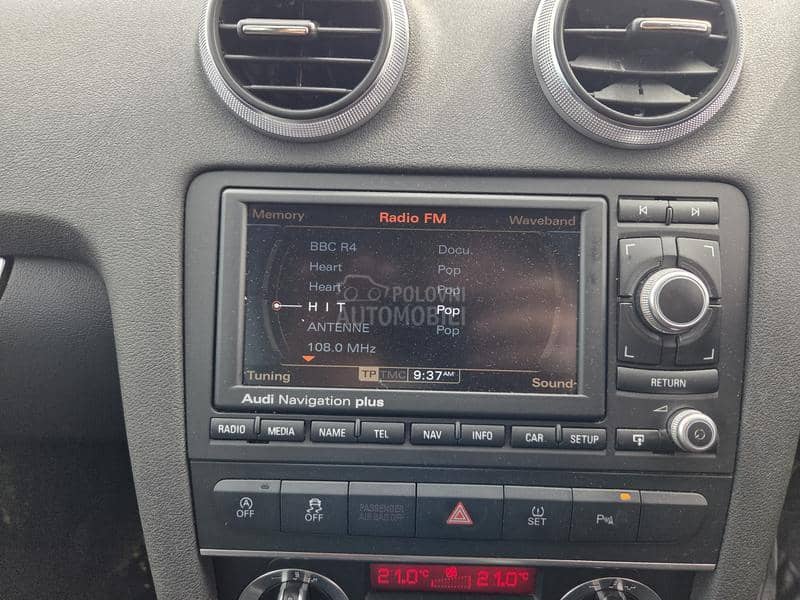 Memory Radio FM Waveband
BBC R4 Docu.
Heart Pop
Heart Pop
H I T Pop
ANTENNE Pop
108.0 MHz
POLOVNI
AUTOMOBILI
Tuning TP TMC 9:37 AM Sound
Audi Navigation plus
RETURN
RADIO MEDIA NAME TEL NAV INFO CAR SETUP
OFF OFF PASSENGER
AIR BAG OFF
SET
P
21.0°C 21.0°C